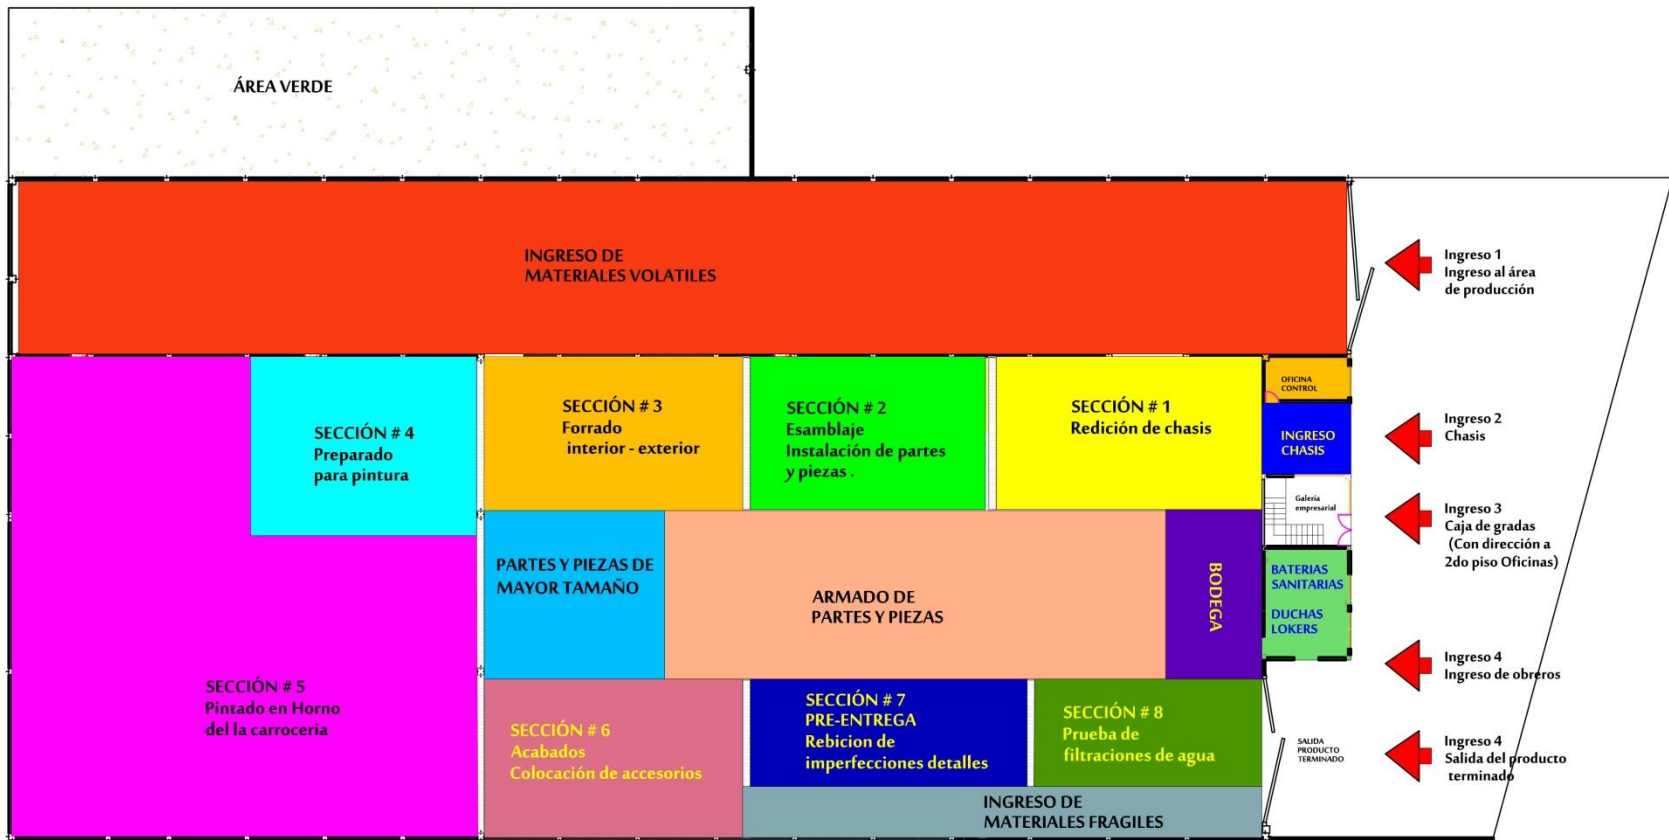 ÁREA VERDE
INGRESO DE
MATERIALES VOLATILES
Ingreso 1
Ingreso al área
de producción
SECCIÓN # 4
Preparado
para pintura
SECCIÓN # 3
Forrado
interior - exterior
SECCIÓN # 2
Esamblaje
Instalación de partes
y piezas .
SECCIÓN # 1
Redición de chasis
OFICINA
CONTROL
INGRESO
CHASIS
Ingreso 2
Chasis
Galería
empresarial
Ingreso 3
Caja de gradas
(Con dirección a
2do piso Oficinas)
PARTES Y PIEZAS DE
MAYOR TAMAÑO
ARMADO DE
PARTES Y PIEZAS
BODEGA
BATERIAS
SANITARIAS
DUCHAS
LOKERS
Ingreso 4
Ingreso de obreros
SECCIÓN # 5
Pintado en Horno
del la carroceria
SECCIÓN # 6
Acabados
Colocación de accesorios
SECCIÓN # 7
PRE-ENTREGA
Rebicion de
imperfecciones detalles
SECCIÓN # 8
Prueba de
filtraciones de agua
SALIDA
PRODUCTO
TERMINADO
Ingreso 4
Salida del producto
terminado
INGRESO DE
MATERIALES FRAGILES